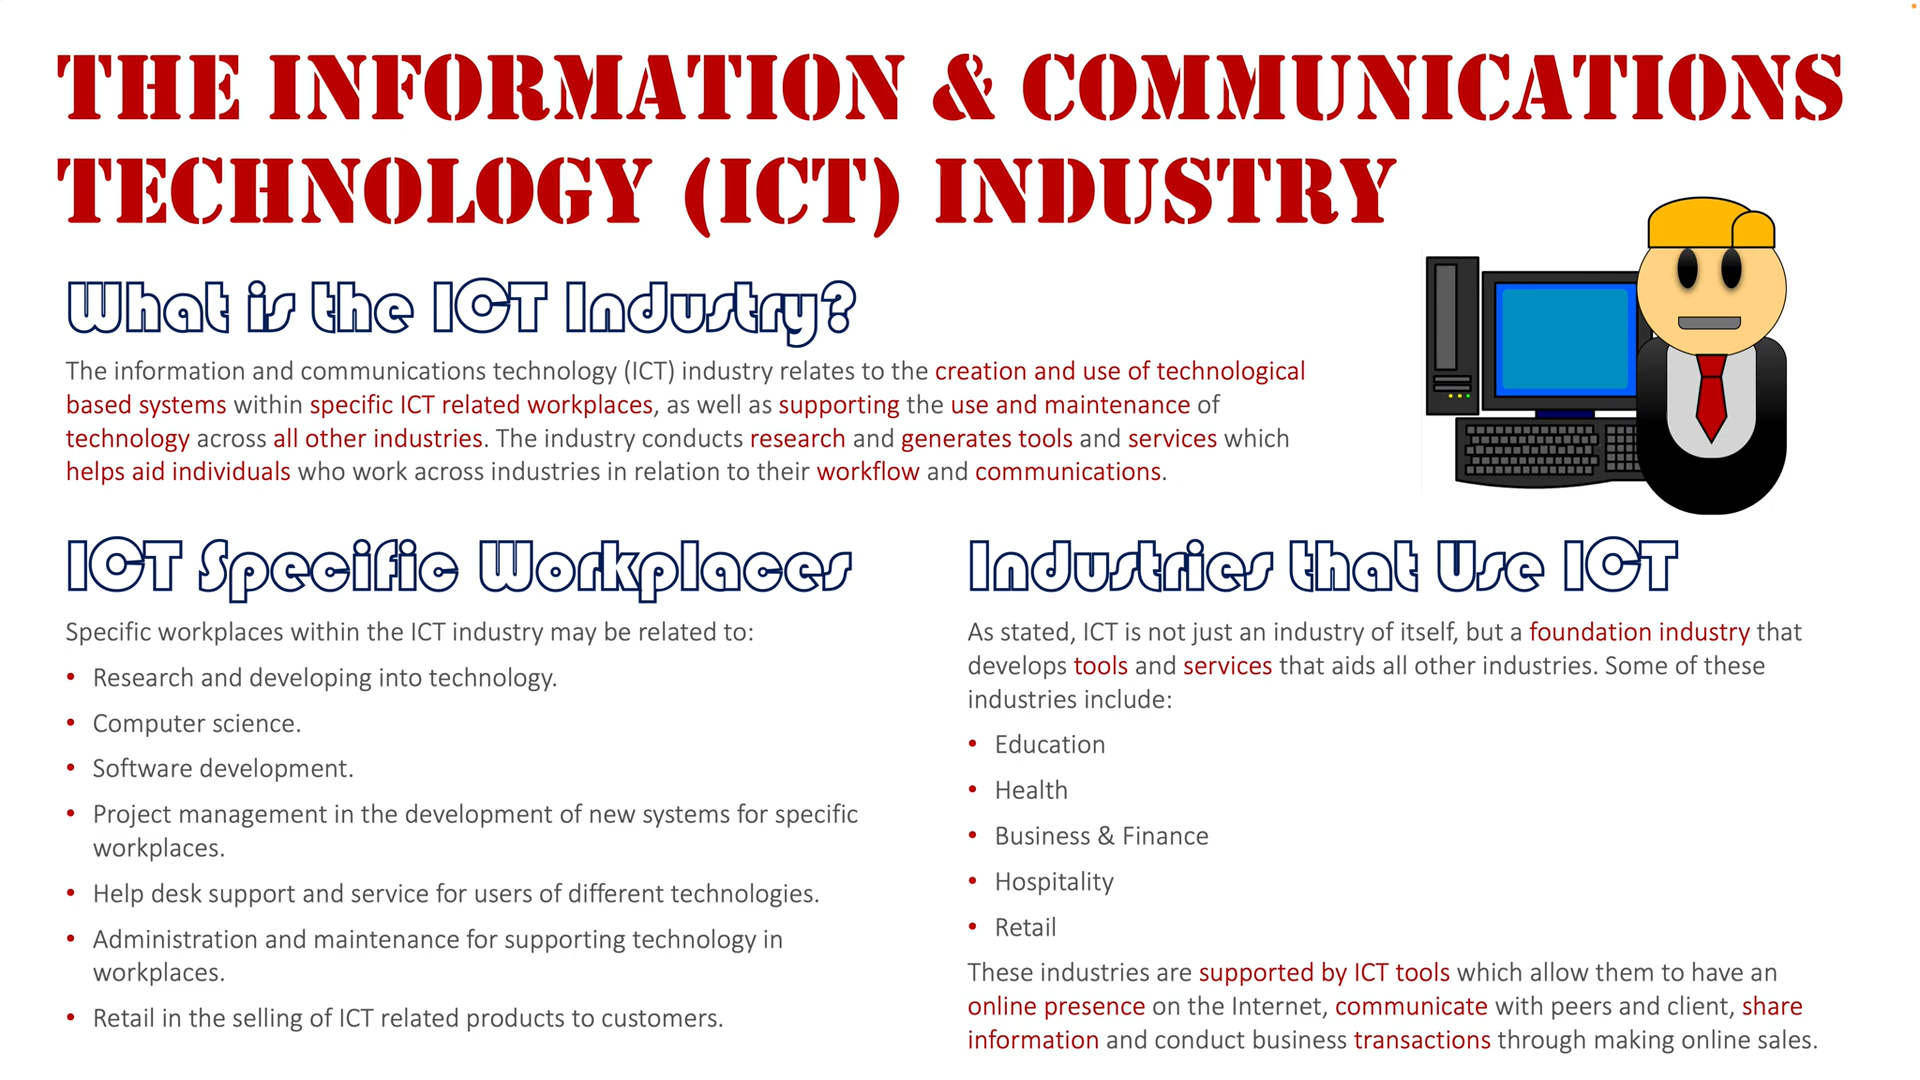 THE INFORMATION & COMMUNICATIONS
TECHNOLOGY (ICT) INDUSTRY
What is the ICT Industry?
The information and communications technology (ICT) industry relates to the creation and use of technological
based systems within specific ICT related workplaces, as well as supporting the use and maintenance of
technology across all other industries. The industry conducts research and generates tools and services which
helps aid individuals who work across industries in relation to their workflow and communications.
ICT Specific Workplaces
Specific workplaces within the ICT industry may be related to:
• Research and developing into technology.
• Computer science.
• Software development.
• Project management in the development of new systems for specific
workplaces.
• Help desk support and service for users of different technologies.
• Administration and maintenance for supporting technology in
workplaces.
• Retail in the selling of ICT related products to customers.
Industries that Use ICT
As stated, ICT is not just an industry of itself, but a foundation industry that
develops tools and services that aids all other industries. Some of these
industries include:
• Education
• Health
• Business & Finance
• Hospitality
• Retail
These industries are supported by ICT tools which allow them to have an
online presence on the Internet, communicate with peers and client, share
information and conduct business transactions through making online sales.